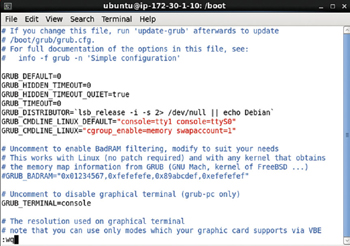 ubuntu@ip-172-30-1-10: /boot
File Edit View Search Terminal Help
# If you change this file, run 'update-grub' afterwards to update
# /boot/grub/grub.cfg.
# For full documentation of the options in this file, see:
#   info -f grub -n 'Simple configuration'
GRUB_DEFAULT=0
GRUB_HIDDEN_TIMEOUT=0
GRUB_HIDDEN_TIMEOUT_QUIET=true
GRUB_TIMEOUT=0
GRUB_DISTRIBUTOR=`lsb_release -i -s 2> /dev/null || echo Debian`
GRUB_CMDLINE_LINUX_DEFAULT="console=tty1 console=ttyS0"
GRUB_CMDLINE_LINUX="cgroup_enable=memory swapaccount=1"
# Uncomment to enable BadRAM filtering, modify to suit your needs
# This works with Linux (no patch required) and with any kernel that obtains
# the memory map information from GRUB (GNU Mach, kernel of FreeBSD ...)
#GRUB_BADRAM="0x01234567,0xfefefefe,0x89abcdef,0xefefefef"
# Uncomment to disable graphical terminal (grub-pc only)
GRUB_TERMINAL=console
# The resolution used on graphical terminal
# note that you can use only modes which your graphic card supports via VBE
:wq